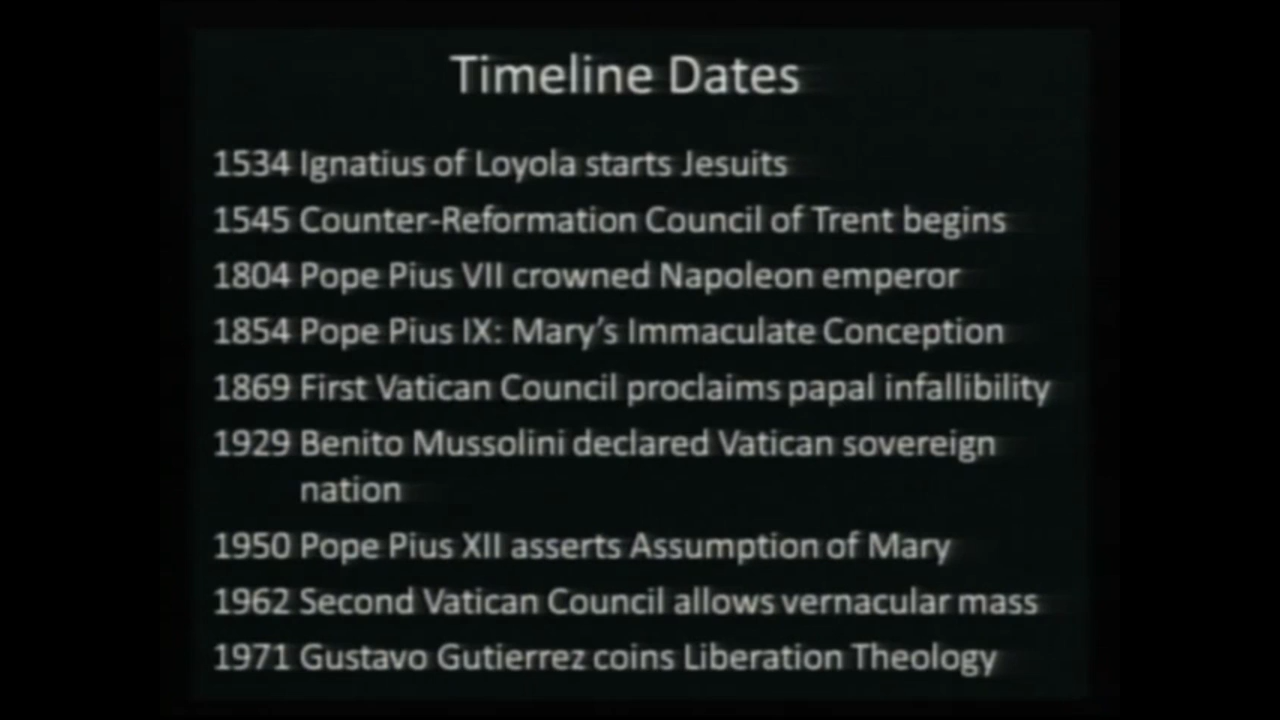 Timeline Dates
1534 Ignatius of Loyola starts Jesuits
1545 Counter-Reformation Council of Trent begins
1804 Pope Pius VII crowned Napoleon emperor
1854 Pope Pius IX: Mary's Immaculate Conception
1869 First Vatican Council proclaims papal infallibility
1929 Benito Mussolini declared Vatican sovereign
nation
1950 Pope Pius XII asserts Assumption of Mary
1962 Second Vatican Council allows vernacular mass
1971 Gustavo Gutierrez coins Liberation Theology